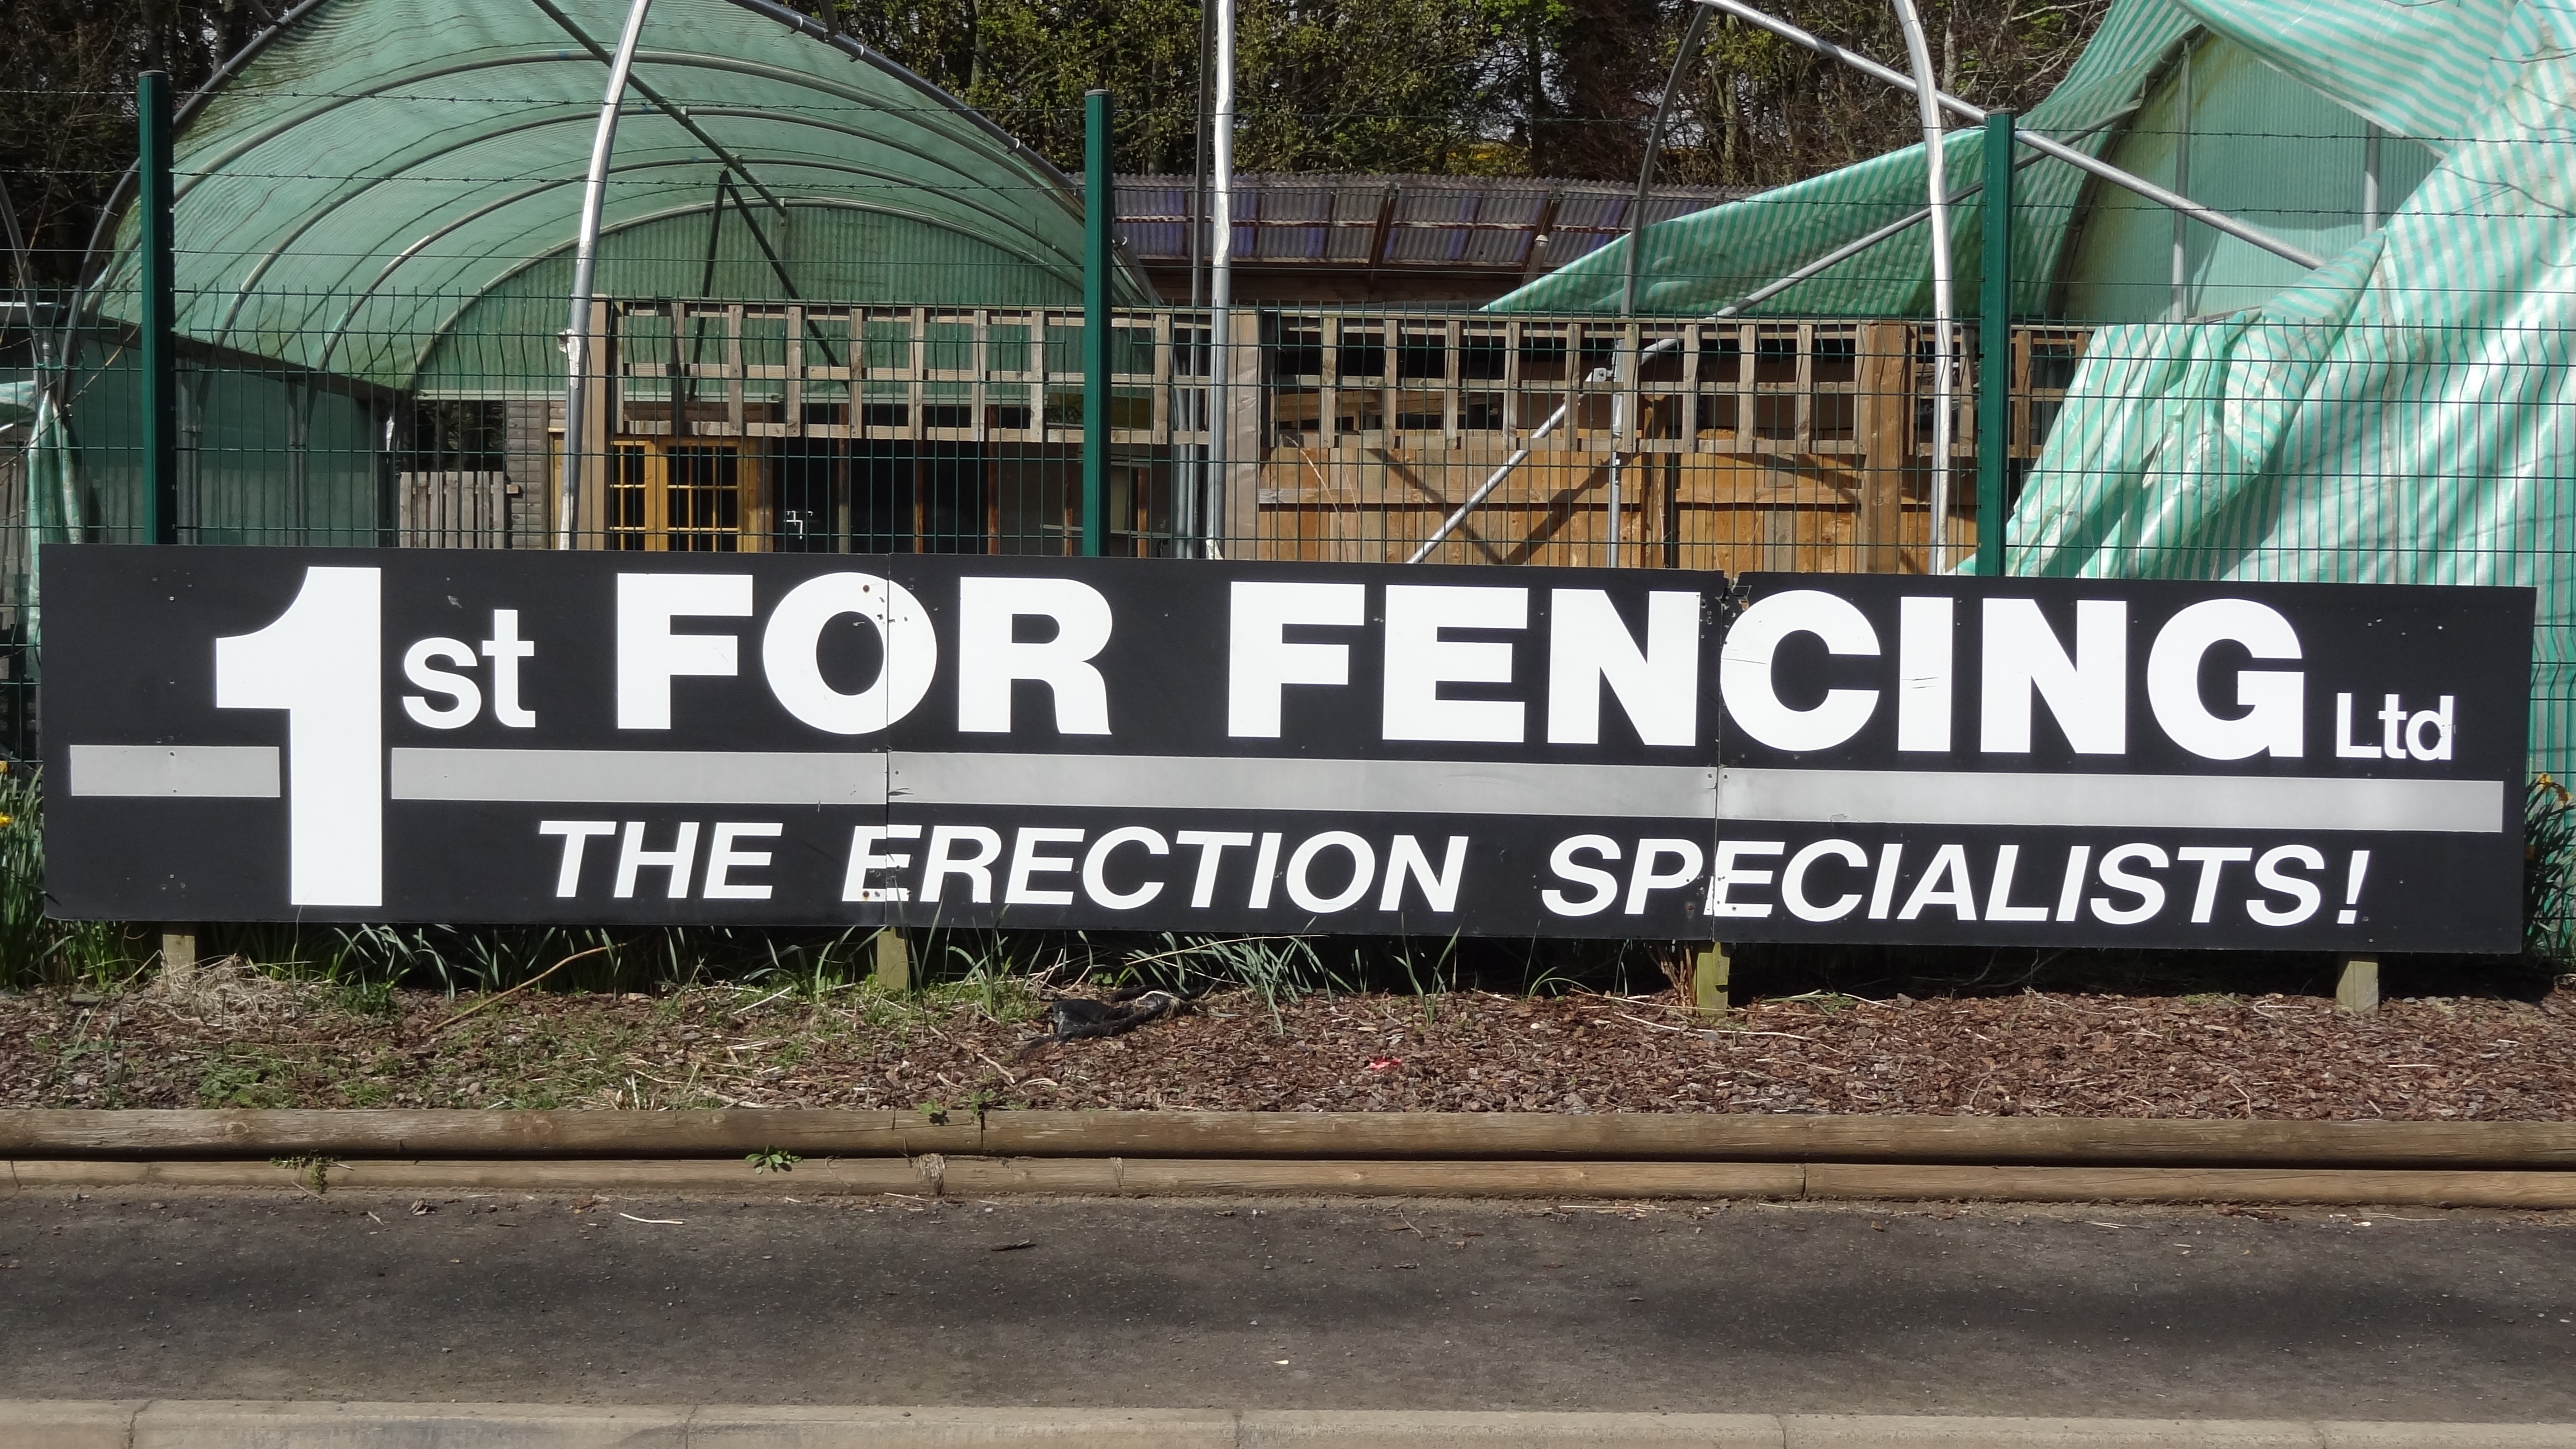 1st FOR FENCING Ltd
THE ERECTION SPECIALISTS!